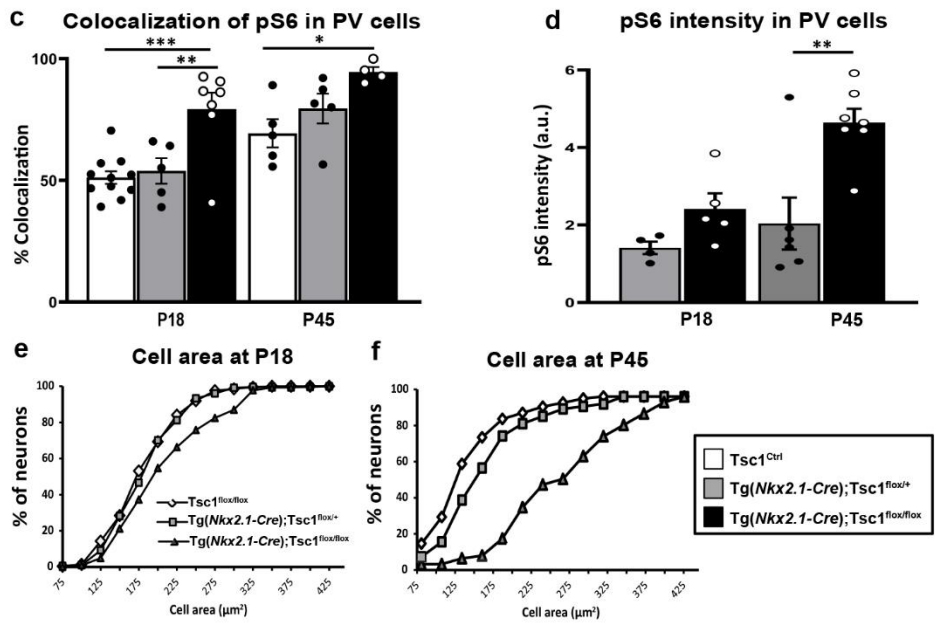 c
Colocalization of pS6 in PV cells
***
**
*
100
50
0
% Colocalization
P18
P45
d
pS6 intensity in PV cells
**
6
4
2
0
pS6 intensity (a.u.)
P18
P45
e
Cell area at P18
100
80
60
40
20
0
% of neurons
Tsc1flox/flox
Tg(Nkx2.1-Cre);Tsc1flox/+
Tg(Nkx2.1-Cre);Tsc1flox/flox
75 125 175 225 275 325 375 425
Cell area (μm²)
f
Cell area at P45
100
80
60
40
20
0
% of neurons
75 125 175 225 275 325 375 425
Cell area (μm²)
Tsc1Ctrl
Tg(Nkx2.1-Cre);Tsc1flox/+
Tg(Nkx2.1-Cre);Tsc1flox/flox